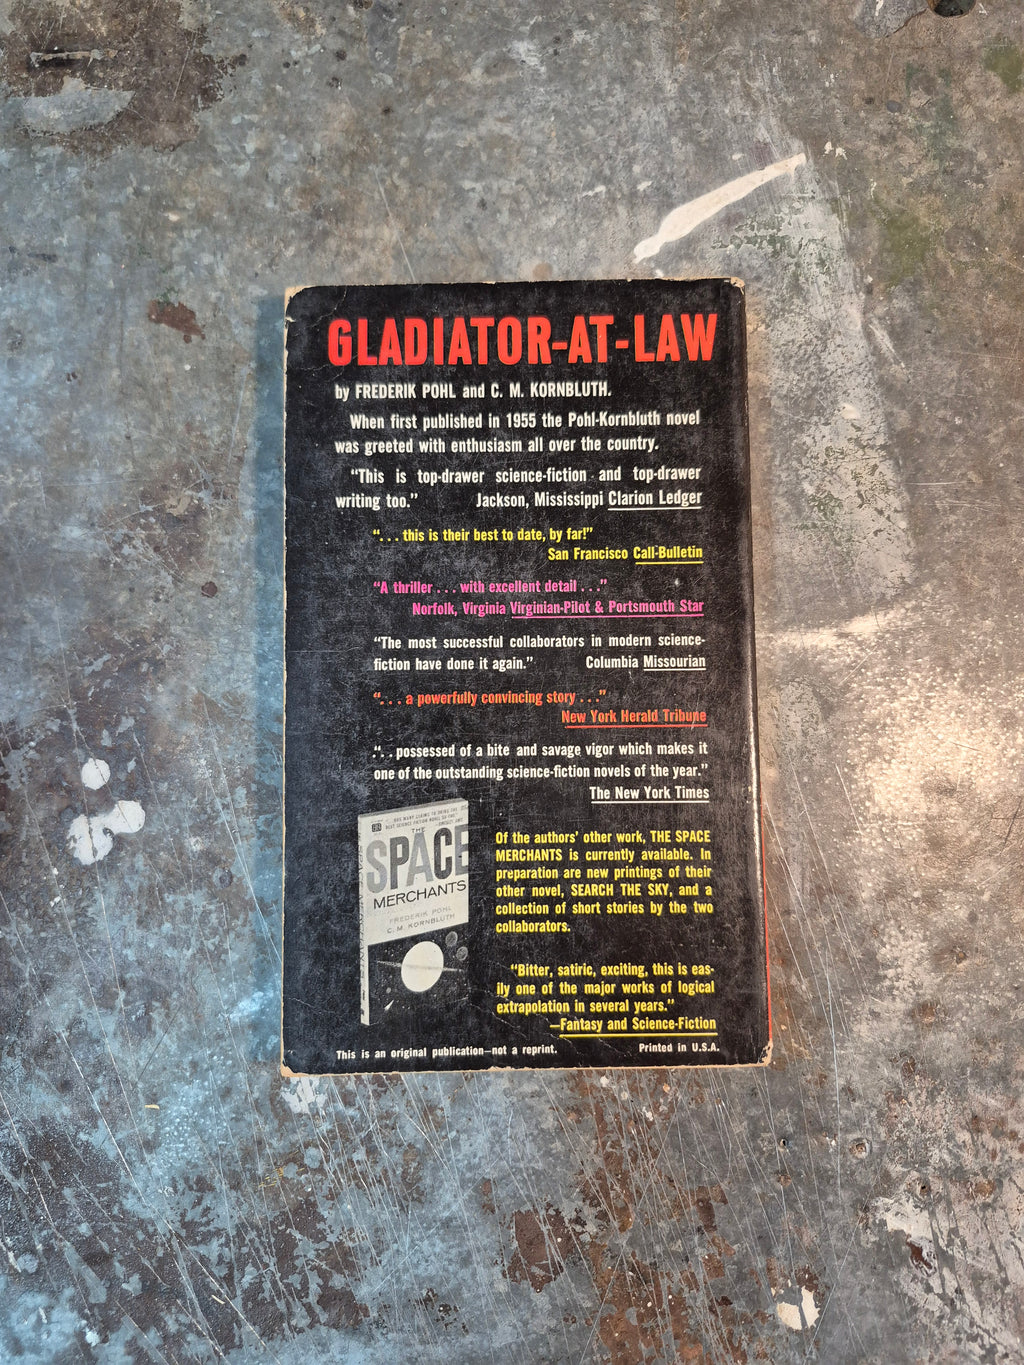 GLADIATOR-AT-LAW
by FREDERIK POHL and C. M. KORNBLUTH.
When first published in 1955 the Pohl-Kornbluth novel
was greeted with enthusiasm all over the country.
"This is top-drawer science-fiction and top-drawer
writing too." Jackson, Mississippi Clarion Ledger
". . . this is their best to date, by far!"
San Francisco Call-Bulletin
"A thriller . . . with excellent detail . . ."
Norfolk, Virginia Virginian-Pilot & Portsmouth Star
"The most successful collaborators in modern science-
fiction have done it again." Columbia Missourian
". . . a powerfully convincing story . . ."
New York Herald Tribune
". . possessed of a bite and savage vigor which makes it
one of the outstanding science-fiction novels of the year."
The New York Times
THE
SPACE
MERCHANTS
FREDERIK POHL
C. M. KORNBLUTH
Of the authors' other work, THE SPACE
MERCHANTS is currently available. In
preparation are new printings of their
other novel, SEARCH THE SKY, and a
collection of short stories by the two
collaborators.
"Bitter, satiric, exciting, this is eas-
ily one of the major works of logical
extrapolation in several years."
—Fantasy and Science-Fiction
This is an original publication—not a reprint. Printed in U.S.A.